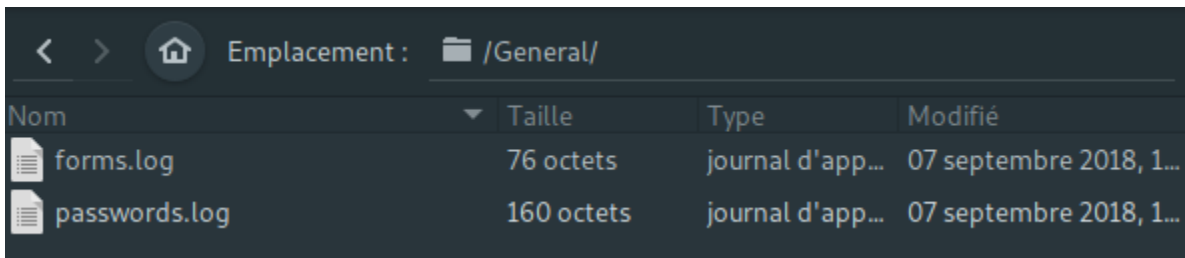 Emplacement : /General/
Nom Taille Type Modifié
forms.log 76 octets journal d'app... 07 septembre 2018, 1...
passwords.log 160 octets journal d'app... 07 septembre 2018, 1...